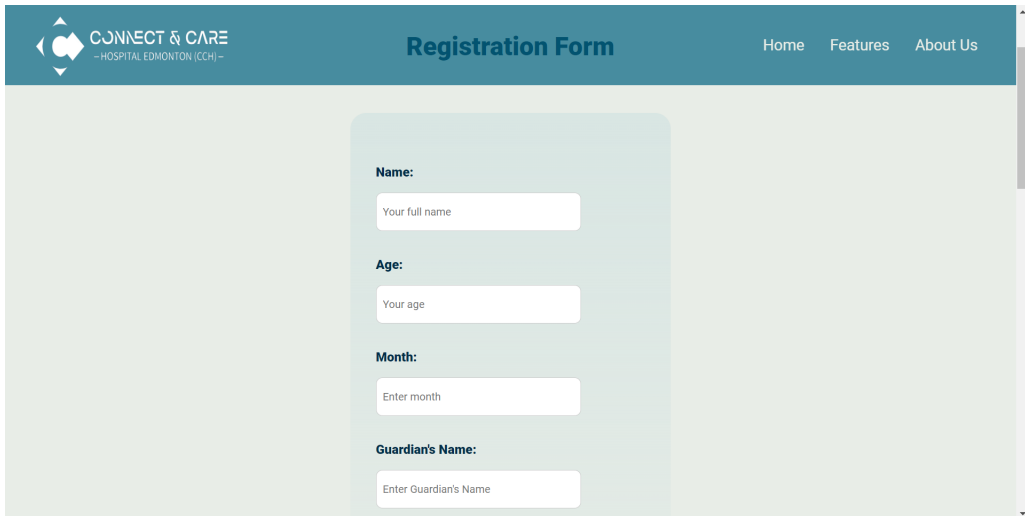 CONNECT & CARE
– HOSPITAL EDMONTON (CCH) –
Registration Form
Home Features About Us
Name:
Your full name
Age:
Your age
Month:
Enter month
Guardian's Name:
Enter Guardian's Name